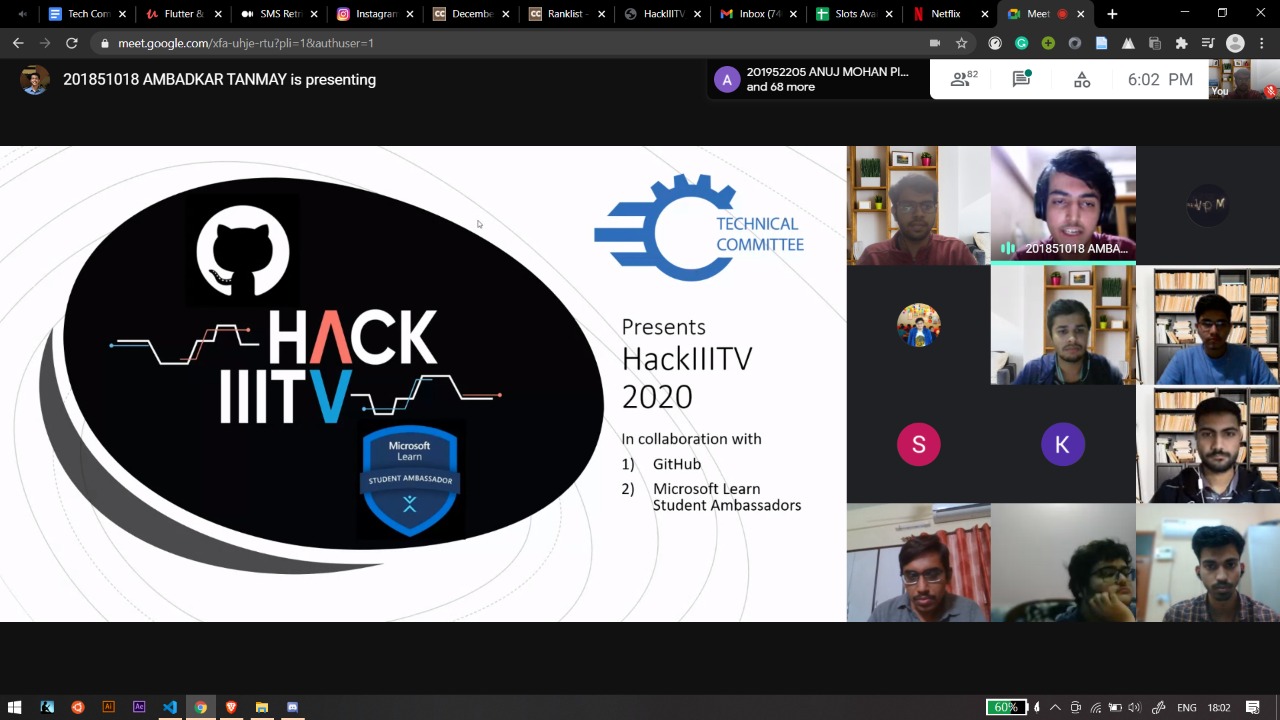 Tech Com
Flutter &
SMS Retri
Instagram
Decembe
Ranklist -
HackIIITV
Inbox (74
Slots Ava
Netflix
Meet
meet.google.com/xfa-uhje-rtu?pli=1&authuser=1
201851018 AMBADKAR TANMAY is presenting
A
201952205 ANUJ MOHAN PI...
and 68 more
82
6:02 PM
You
TECHNICAL
COMMITTEE
HACK
IIITV
Presents
HackIIITV
2020
In collaboration with
1) GitHub
2) Microsoft Learn
Student Ambassadors
Microsoft
Learn
STUDENT AMBASSADOR
201851018 AMBA...
S
K
Ai
Ae
60%
ENG
18:02